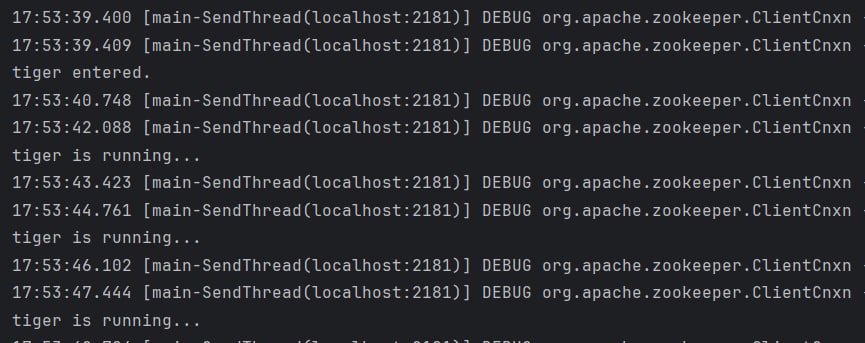 17:53:39.400 [main-SendThread(localhost:2181)] DEBUG org.apache.zookeeper.ClientCnxn
17:53:39.409 [main-SendThread(localhost:2181)] DEBUG org.apache.zookeeper.ClientCnxn -
tiger entered.
17:53:40.748 [main-SendThread(localhost:2181)] DEBUG org.apache.zookeeper.ClientCnxn -
17:53:42.088 [main-SendThread(localhost:2181)] DEBUG org.apache.zookeeper.ClientCnxn -
tiger is running...
17:53:43.423 [main-SendThread(localhost:2181)] DEBUG org.apache.zookeeper.ClientCnxn -
17:53:44.761 [main-SendThread(localhost:2181)] DEBUG org.apache.zookeeper.ClientCnxn -
tiger is running...
17:53:46.102 [main-SendThread(localhost:2181)] DEBUG org.apache.zookeeper.ClientCnxn -
17:53:47.444 [main-SendThread(localhost:2181)] DEBUG org.apache.zookeeper.ClientCnxn -
tiger is running...